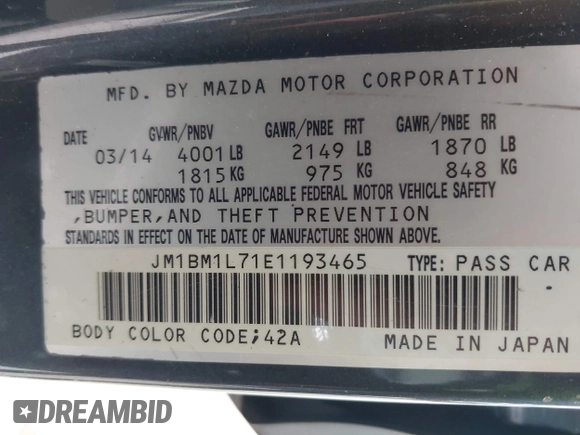 MFD. BY MAZDA MOTOR CORPORATION
DATE GVWR/PNBV GAWR/PNBE FRT GAWR/PNBE RR
03/14 4001 LB 2149 LB 1870 LB
1815 KG 975 KG 848 KG
THIS VEHICLE CONFORMS TO ALL APPLICABLE FEDERAL MOTOR VEHICLE SAFETY
,BUMPER,AND THEFT PREVENTION
STANDARDS IN EFFECT ON THE DATE OF MANUFACTURE SHOWN ABOVE.
JM1BM1L71E1193465 TYPE: PASS CAR
BODY COLOR CODE;42A MADE IN JAPAN
DREAMBID